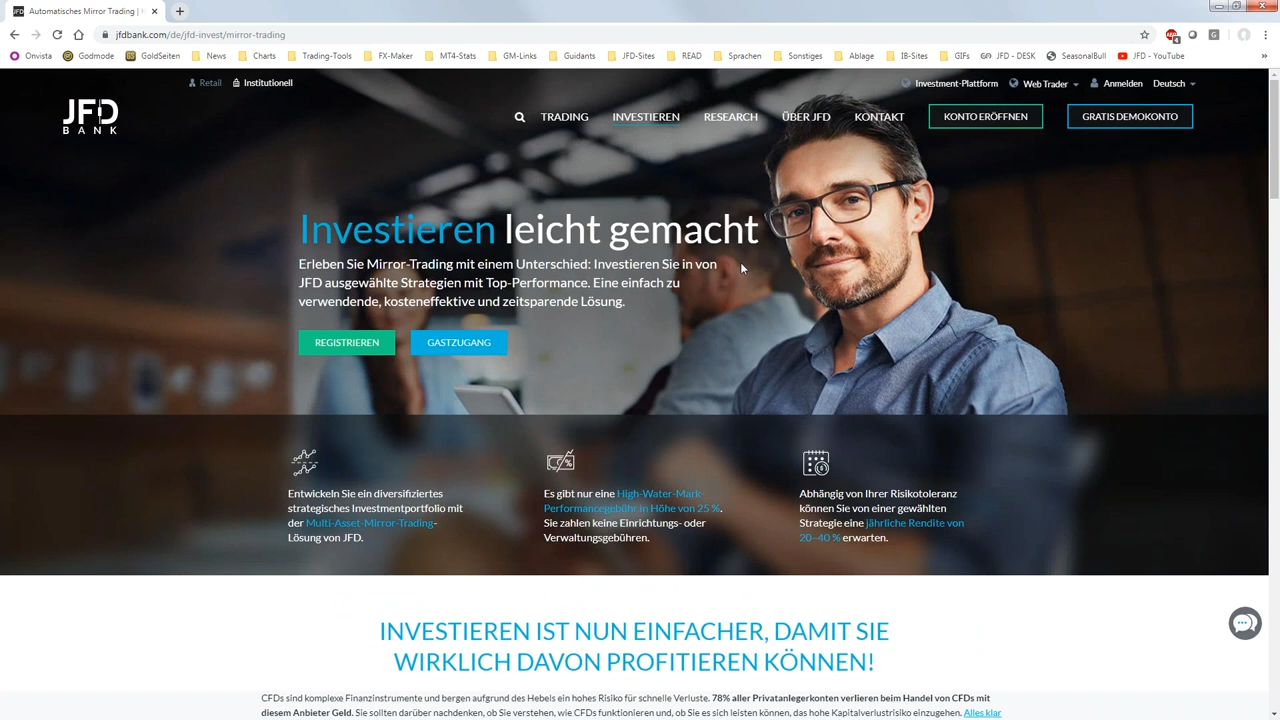 Automatisches Mirror Trading |
jfdbank.com/de/jfd-invest/mirror-trading
Onvista Godmode GoldSeiten News Charts Trading-Tools FX-Maker MT4-Stats GM-Links Guidants JFD-Sites READ Sprachen Sonstiges Ablage IB-Sites GIFs JFD - DESK SeasonalBull JFD - YouTube »
Retail Institutionell Investment-Plattform Web Trader Anmelden Deutsch
JFD
BANK
TRADING INVESTIEREN RESEARCH ÜBER JFD KONTAKT KONTO ERÖFFNEN GRATIS DEMOKONTO
Investieren leicht gemacht
Erleben Sie Mirror-Trading mit einem Unterschied: Investieren Sie in von
JFD ausgewählte Strategien mit Top-Performance. Eine einfach zu
verwendende, kosteneffektive und zeitsparende Lösung.
REGISTRIEREN GASTZUGANG
Entwickeln Sie ein diversifiziertes
strategisches Investmentportfolio mit
der Multi-Asset-Mirror-Trading-
Lösung von JFD.
Es gibt nur eine High-Water-Mark-
Performancegebühr in Höhe von 25 %.
Sie zahlen keine Einrichtungs- oder
Verwaltungsgebühren.
Abhängig von Ihrer Risikotoleranz
können Sie von einer gewählten
Strategie eine jährliche Rendite von
20–40 % erwarten.
INVESTIEREN IST NUN EINFACHER, DAMIT SIE
WIRKLICH DAVON PROFITIEREN KÖNNEN!
CFDs sind komplexe Finanzinstrumente und bergen aufgrund des Hebels ein hohes Risiko für schnelle Verluste. 78% aller Privatanlegerkonten verlieren beim Handel von CFDs mit
diesem Anbieter Geld. Sie sollten darüber nachdenken, ob Sie verstehen, wie CFDs funktionieren und, ob Sie es sich leisten können, das hohe Kapitalverlustrisiko einzugehen. Alles klar